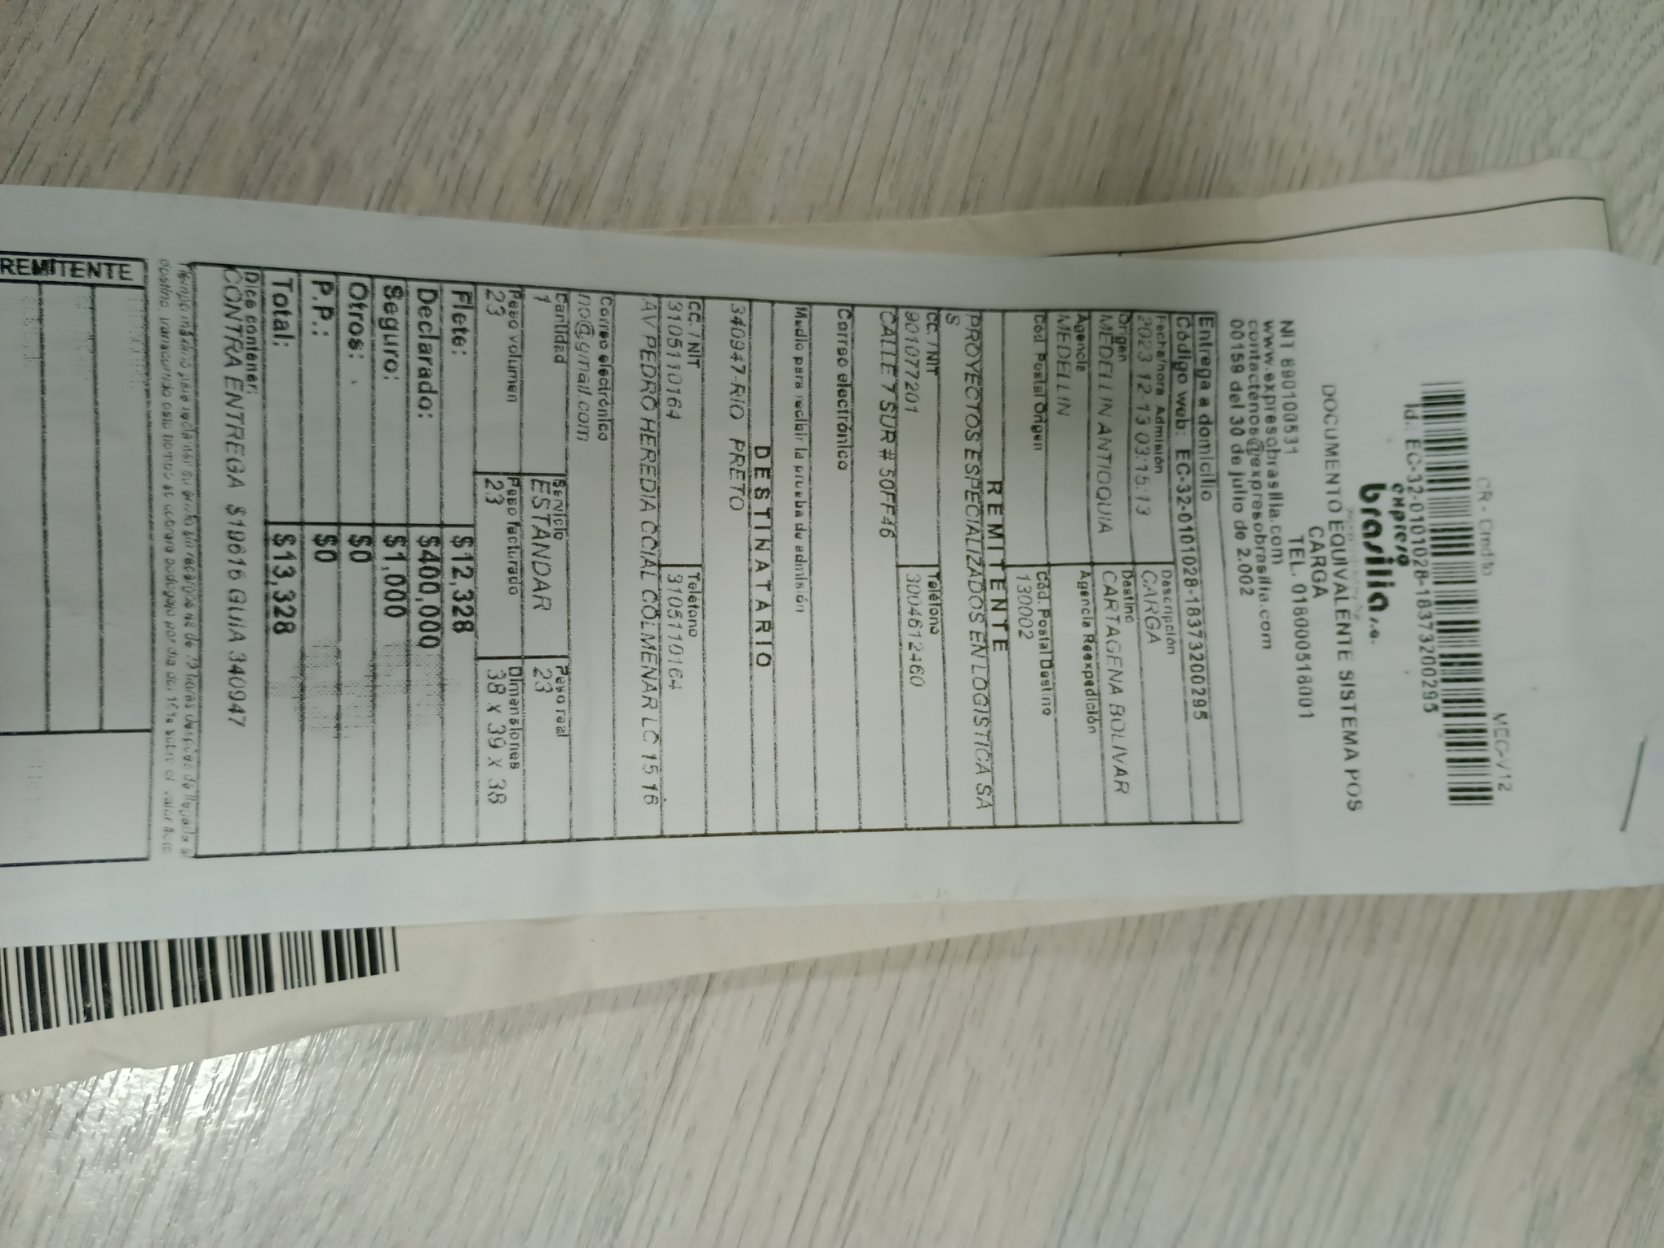 CR - Credito MEC-V12
Id.: EC-32-0101028-18373200295
expreso
brasilia s.a.
DOCUMENTO EQUIVALENTE SISTEMA POS
CARGA
TEL. 018000518001
NIT 890100531
www.expresobrasilia.com
contactenos@expresobrasilia.com
00159 del 30 de julio de 2.002
Entrega a domicilio
Código web: EC-32-0101028-1837320 0295
Fecha/hora Admisión Descripción
2023 12-13 03:15:13 CARGA
Origen Destino
MEDELLIN ANTIOQUIA CARTAGENA BOLIVAR
Agencia Agencia Reexpedición
MEDELLIN
Cód. Postal Origen Cód. Postal Destino
130002
REMITENTE
PROYECTOS ESPECIALIZADOS EN LOGISTICA SA
S
CC. / NIT Teléfono
901077201 3004612460
CALLE 7 SUR # 50FF46
Correo electrónico
Medio para recibir la prueba de admisión
DESTINATARIO
340947-RIO PRETO
CC. / NIT Teléfono
3105110164 3105110164
AV PEDRO HEREDIA CCIAL COLMENAR LC 15 16
Correo electrónico
no@gmail.com
Cantidad Servicio Peso real
1 ESTANDAR 23
Peso volumen Peso facturado Dimensiones
23 23 38 x 39 x 38
Flete: $12,328
Declarado: $400,000
Seguro: $1,000
Otros: $0
P.P.: $0
Total: $13,328
Dice contener:
CONTRA ENTREGA $19616 GUIA 340947
REMITENTE